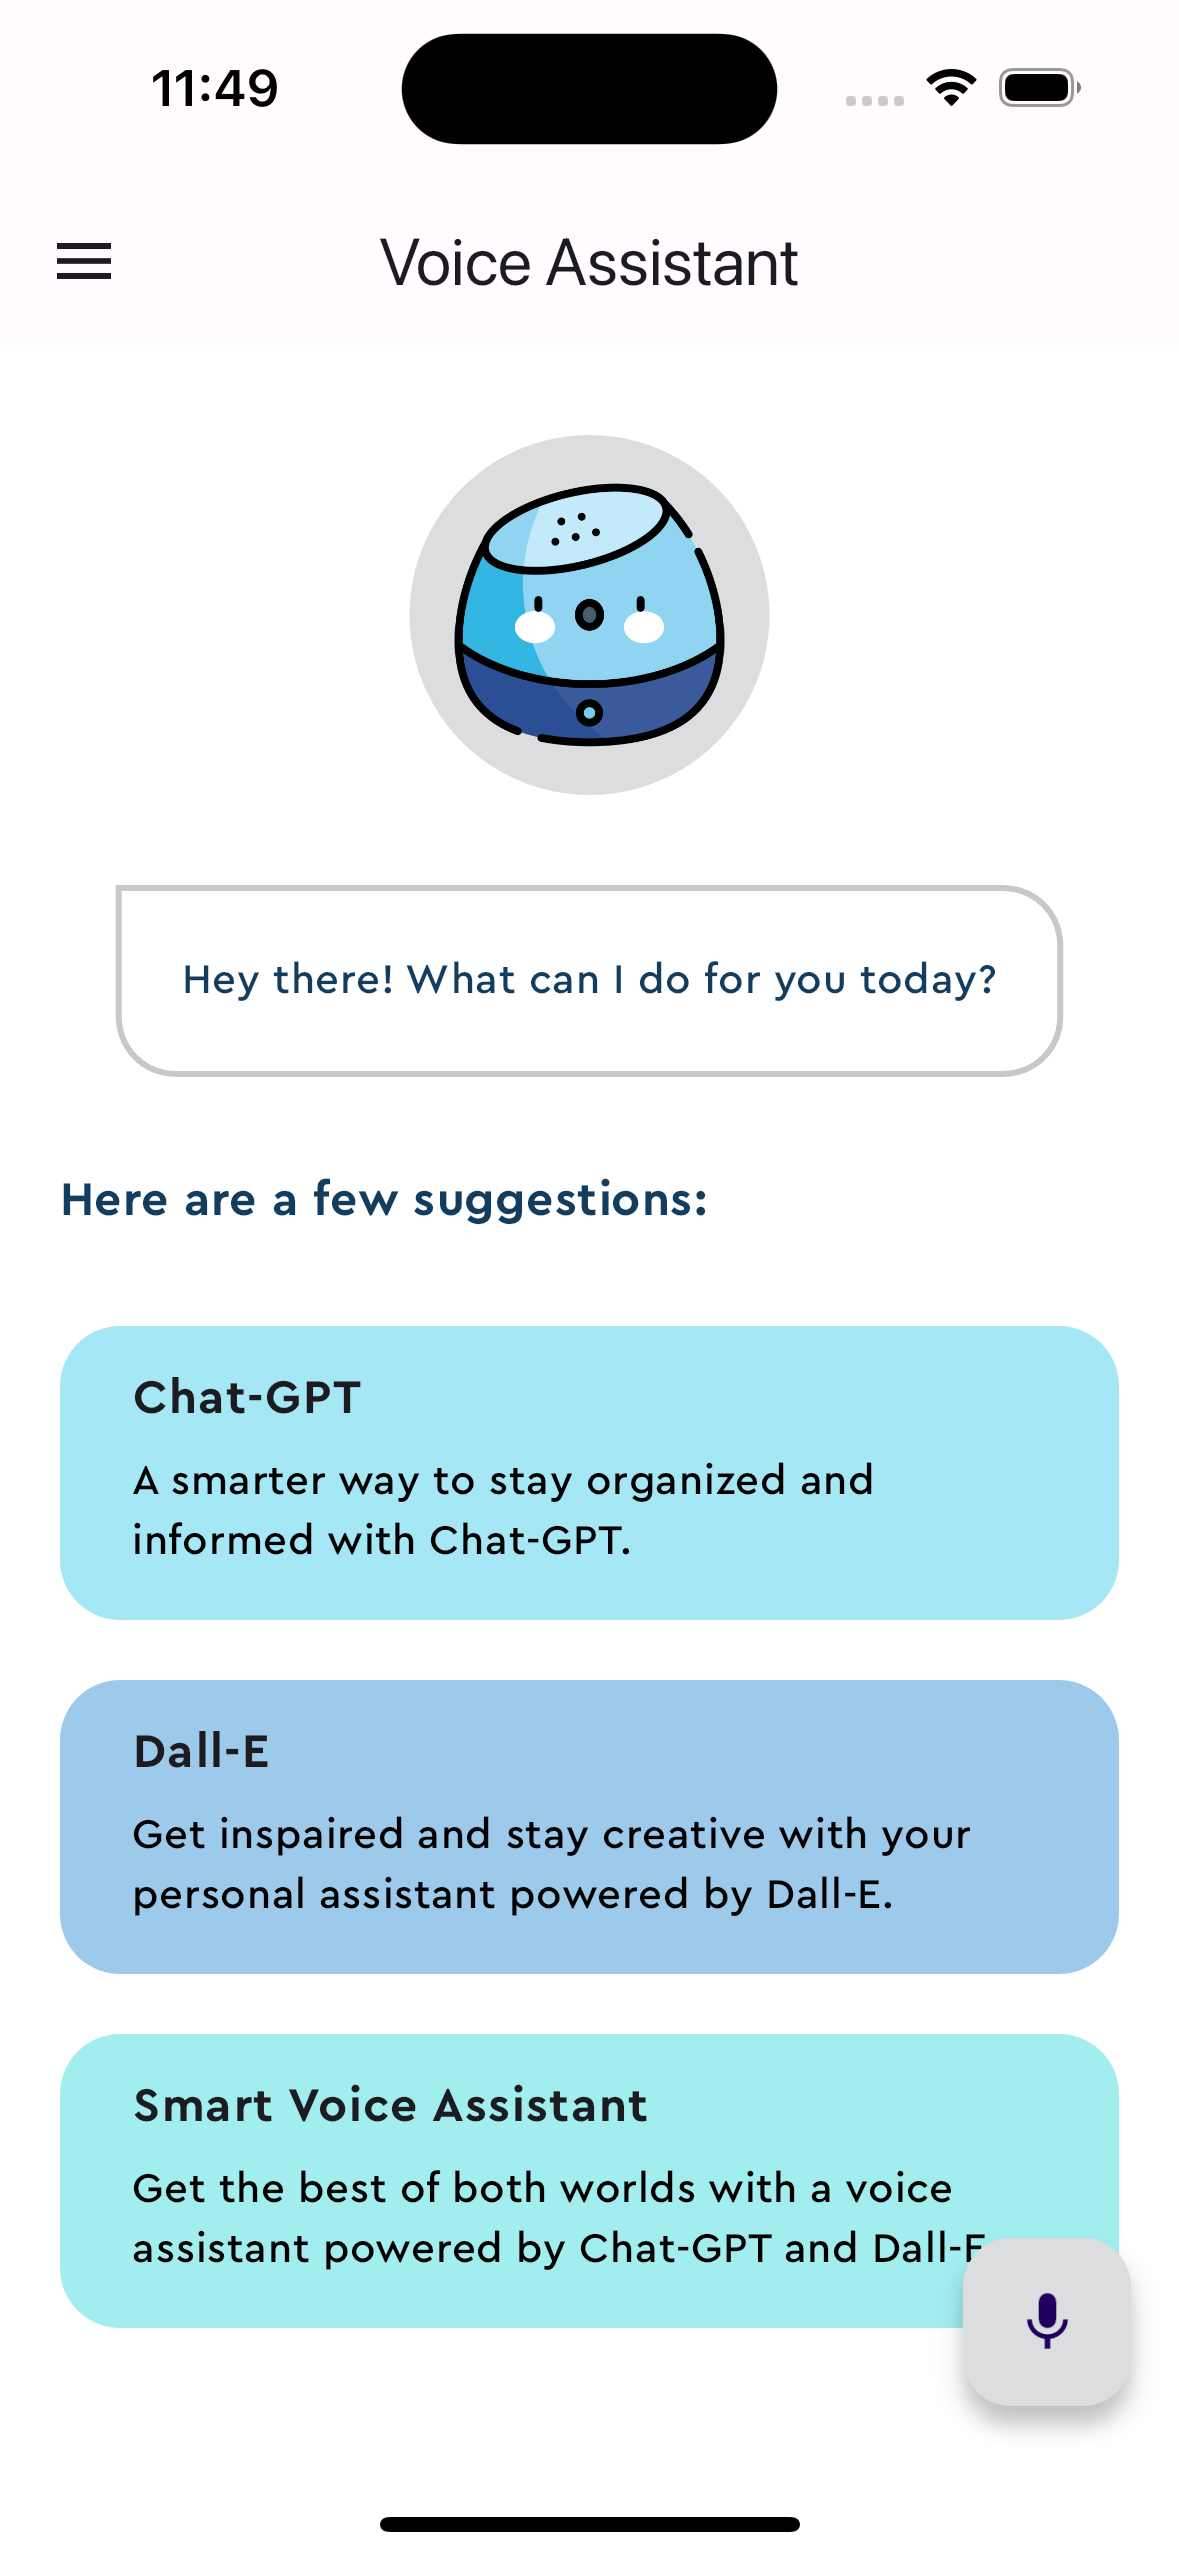 11:49
Voice Assistant
Hey there! What can I do for you today?
Here are a few suggestions:
Chat-GPT
A smarter way to stay organized and
informed with Chat-GPT.
Dall-E
Get inspaired and stay creative with your
personal assistant powered by Dall-E.
Smart Voice Assistant
Get the best of both worlds with a voice
assistant powered by Chat-GPT and Dall-E